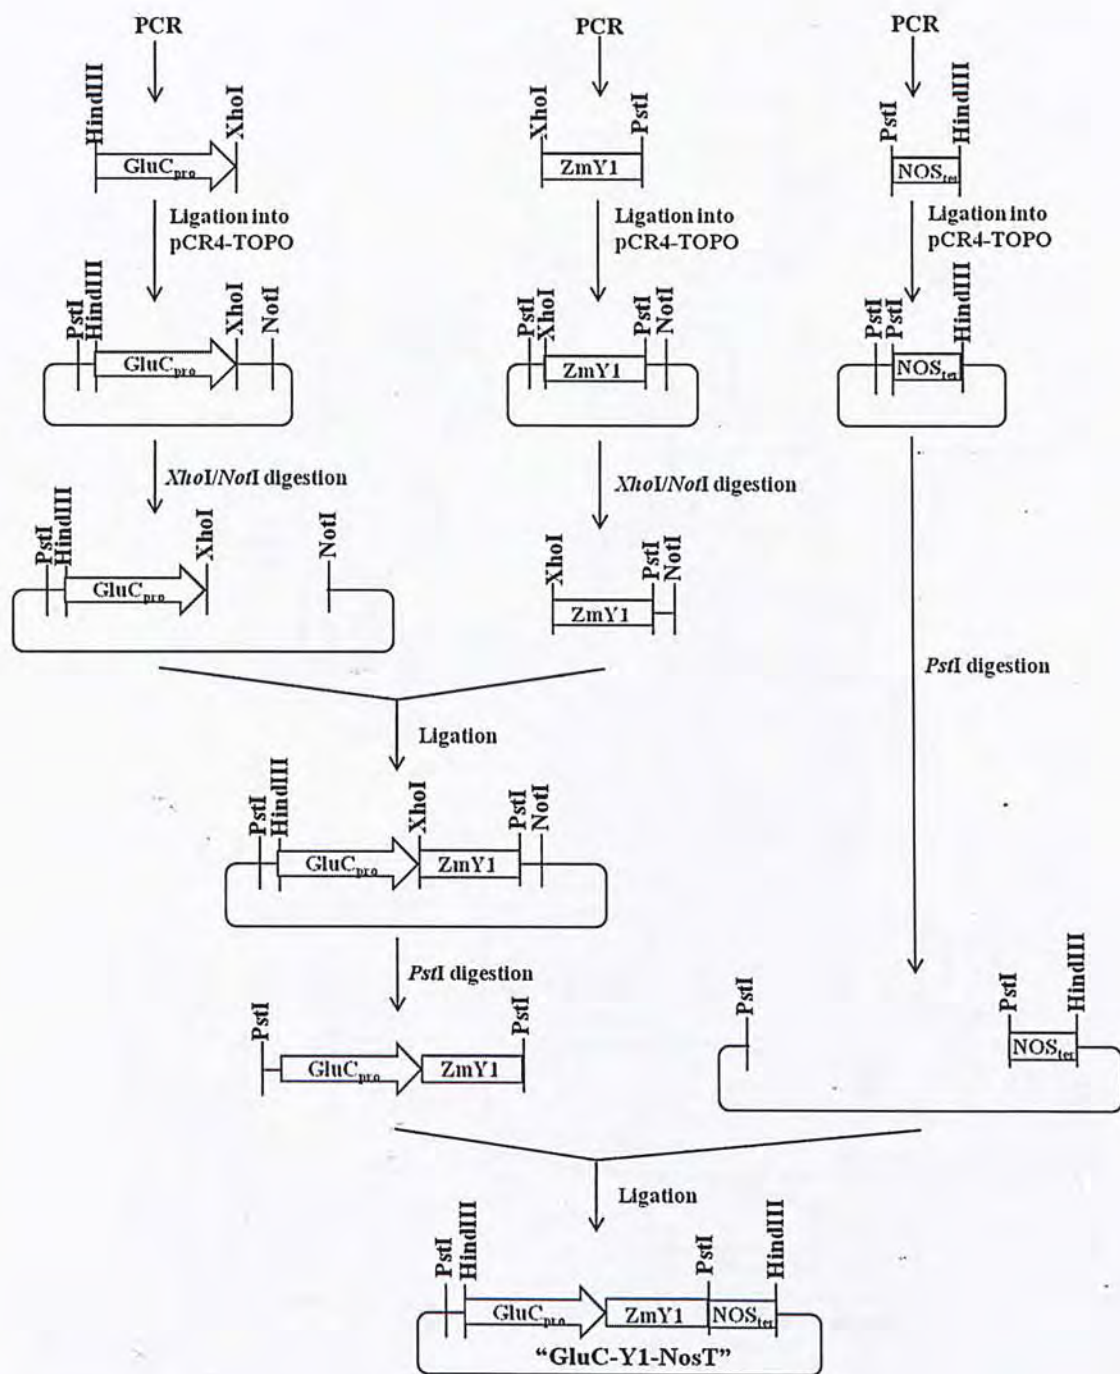 PCR
PCR
PCR
HindIII
XhoI
XhoI
PstI
PstI
HindIII
GluCpro
ZmY1
NOSter
Ligation into
pCR4-TOPO
Ligation into
pCR4-TOPO
Ligation into
pCR4-TOPO
PstI
HindIII
XhoI
NotI
PstI
XhoI
PstI
NotI
PstI
PstI
HindIII
GluCpro
ZmY1
NOSter
XhoI/NotI digestion
XhoI/NotI digestion
PstI
HindIII
XhoI
NotI
XhoI
PstI
NotI
GluCpro
ZmY1
PstI digestion
Ligation
PstI
HindIII
XhoI
PstI
NotI
GluCpro
ZmY1
PstI digestion
PstI
PstI
PstI
PstI
HindIII
GluCpro
ZmY1
NOSter
Ligation
PstI
HindIII
PstI
HindIII
GluCpro
ZmY1
NOSter
“GluC-Y1-NosT”